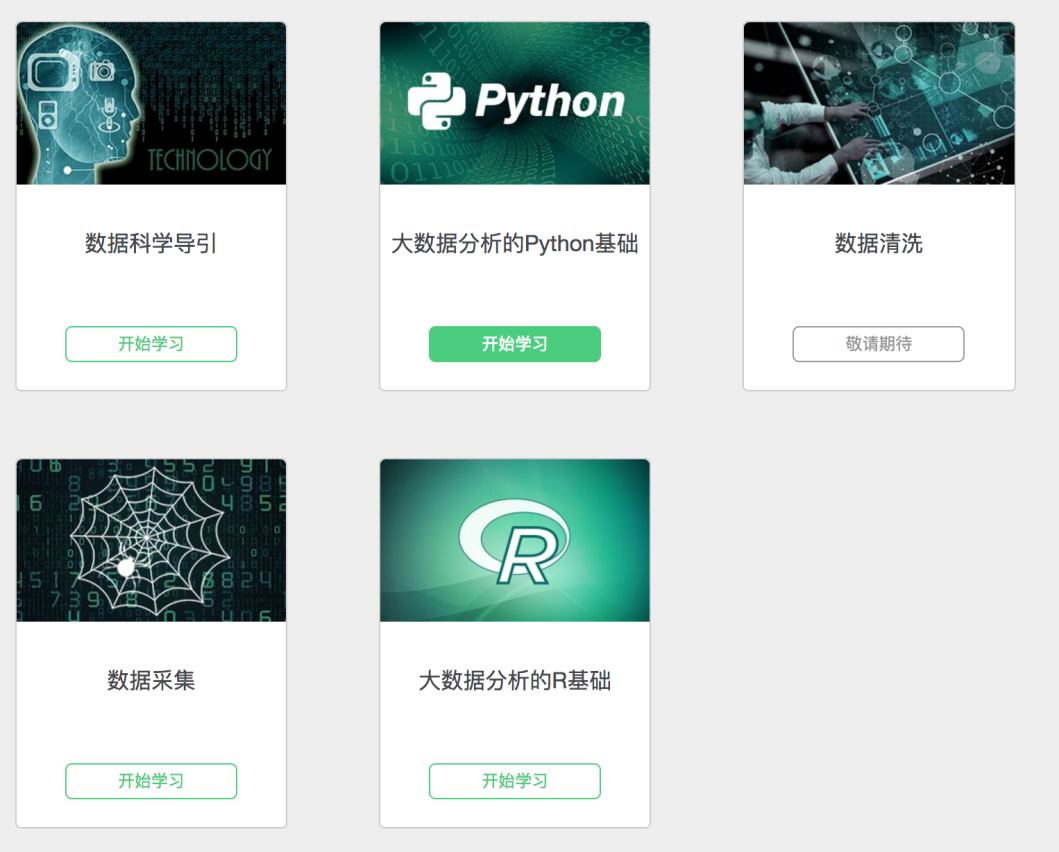 TECHNOLOGY
Python
数据科学导引
大数据分析的Python基础
数据清洗
开始学习
开始学习
敬请期待
R
数据采集
大数据分析的R基础
开始学习
开始学习